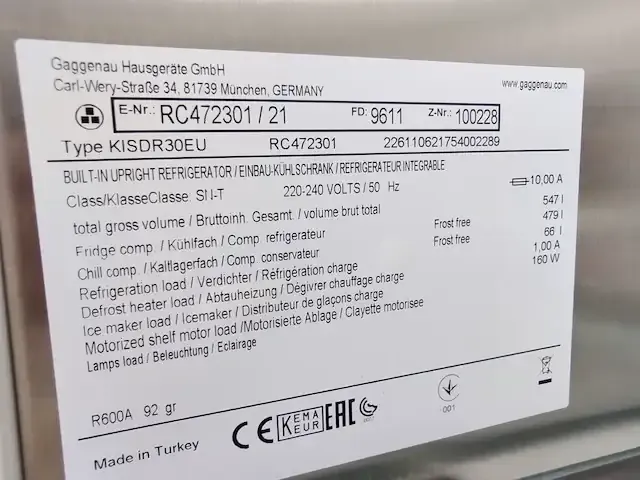 Gaggenau Hausgeräte GmbH
Carl-Wery-Straße 34, 81739 München, GERMANY
www.gaggenau.com
E-Nr.: RC472301 / 21 FD: 9611 Z-Nr.: 100228
Type KISDR30EU RC472301 226110621754002289
BUILT-IN UPRIGHT REFRIGERATOR / EINBAU-KÜHLSCHRANK / REFRIGERATEUR INTEGRABLE
Class/KlasseClasse: SN-T 220-240 VOLTS / 50 Hz 10,00 A
total gross volume / Bruttoinh. Gesamt. / volume brut total 547 l
Fridge comp. / Kühlfach / Comp. refrigerateur Frost free 479 l
Chill comp. / Kaltlagerfach / Comp. conservateur Frost free 66 l
Refrigeration load / Verdichter / Réfrigération charge 1,00 A
Defrost heater load / Abtauheizung / Dégivrer chauffage charge 160 W
Ice maker load / Icemaker / Distributeur de glaçons charge
Motorized shelf motor load /Motorisierte Ablage / Clayette motorisee
Lamps load / Beleuchtung / Eclairage
R600A 92 gr
CE KEMA KEUR EAC
001
Made in Turkey